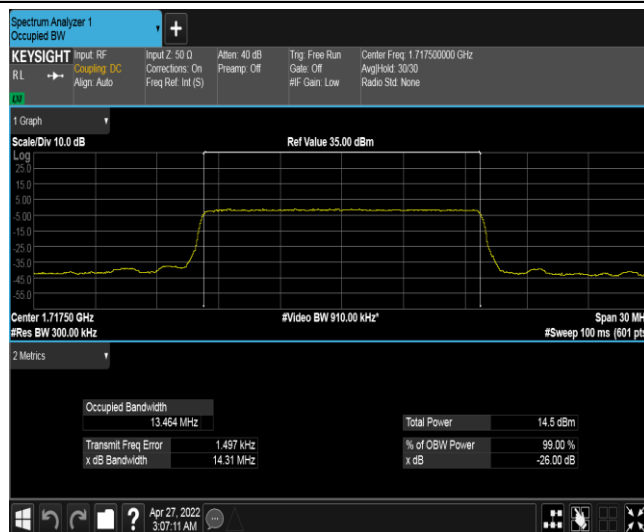 Spectrum Analyzer 1
Occupied BW
+
KEYSIGHT Input: RF Input Z: 50 Ω Atten: 40 dB Trig: Free Run Center Freq: 1.717500000 GHz
RL Coupling: DC Corrections: On Preamp: Off Gate: Off Avg|Hold: 30/30
Align: Auto Freq Ref: Int (S) #IF Gain: Low Radio Std: None
1 Graph
Scale/Div 10.0 dB Ref Value 35.00 dBm
Log
25.0
15.0
5.00
-5.00
-15.0
-25.0
-35.0
-45.0
-55.0
Center 1.71750 GHz #Video BW 910.00 kHz* Span 30 MH
#Res BW 300.00 kHz #Sweep 100 ms (601 pts
2 Metrics
Occupied Bandwidth
13.464 MHz Total Power 14.5 dBm
Transmit Freq Error 1.497 kHz % of OBW Power 99.00 %
x dB Bandwidth 14.31 MHz x dB -26.00 dB
? Apr 27, 2022
3:07:11 AM